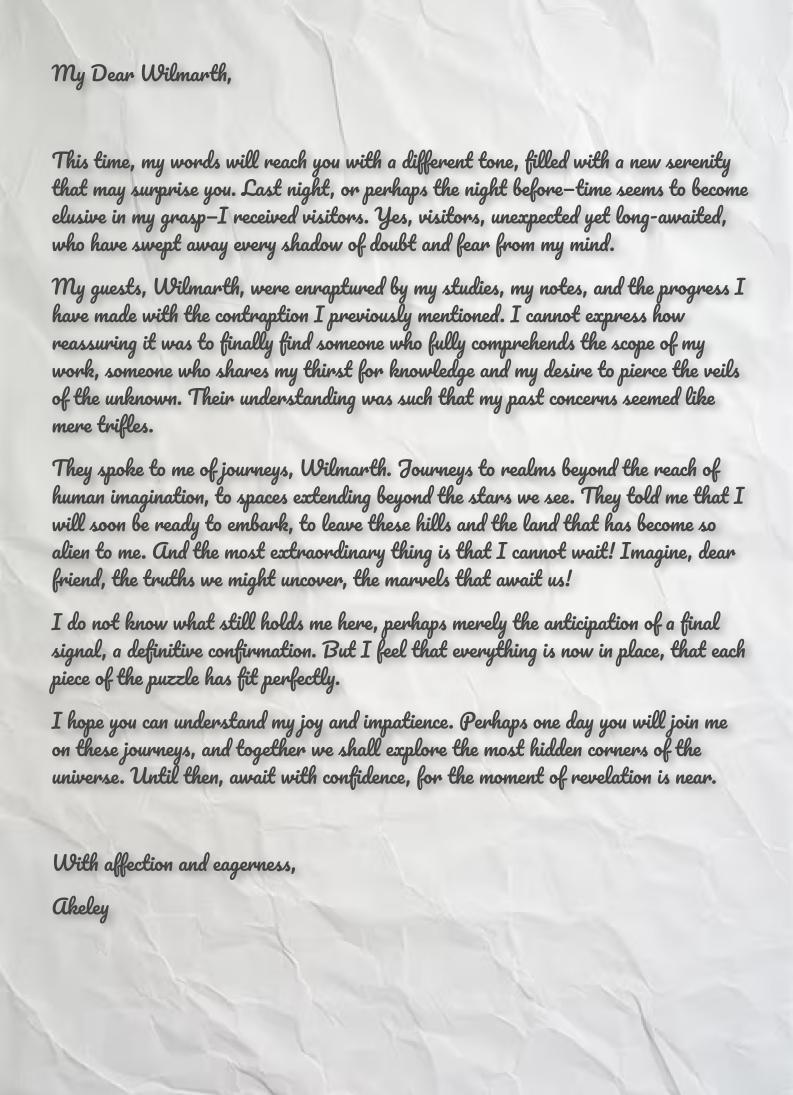 My Dear Wilmarth,
This time, my words will reach you with a different tone, filled with a new serenity
that may surprise you. Last night, or perhaps the night before—time seems to become
elusive in my grasp—I received visitors. Yes, visitors, unexpected yet long-awaited,
who have swept away every shadow of doubt and fear from my mind.
My guests, Wilmarth, were enraptured by my studies, my notes, and the progress I
have made with the contraption I previously mentioned. I cannot express how
reassuring it was to finally find someone who fully comprehends the scope of my
work, someone who shares my thirst for knowledge and my desire to pierce the veils
of the unknown. Their understanding was such that my past concerns seemed like
mere trifles.
They spoke to me of journeys, Wilmarth. Journeys to realms beyond the reach of
human imagination, to spaces extending beyond the stars we see. They told me that I
will soon be ready to embark, to leave these hills and the land that has become so
alien to me. And the most extraordinary thing is that I cannot wait! Imagine, dear
friend, the truths we might uncover, the marvels that await us!
I do not know what still holds me here, perhaps merely the anticipation of a final
signal, a definitive confirmation. But I feel that everything is now in place, that each
piece of the puzzle has fit perfectly.
I hope you can understand my joy and impatience. Perhaps one day you will join me
on these journeys, and together we shall explore the most hidden corners of the
universe. Until then, await with confidence, for the moment of revelation is near.
With affection and eagerness,
Akeley